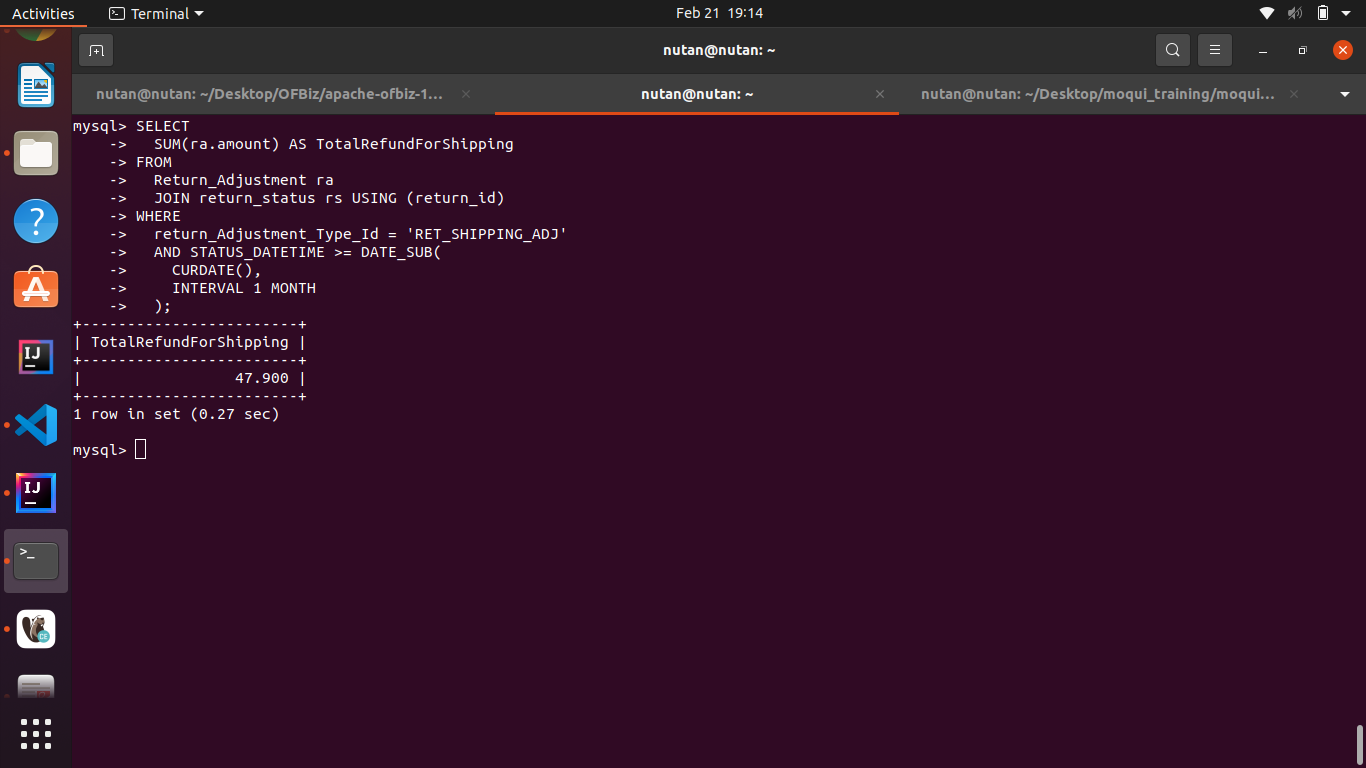 Activities Terminal Feb 21 19:14
nutan@nutan: ~
nutan@nutan: ~/Desktop/OFBiz/apache-ofbiz-1... nutan@nutan: ~ nutan@nutan: ~/Desktop/moqui_training/moqui...
mysql> SELECT
    ->   SUM(ra.amount) AS TotalRefundForShipping
    -> FROM
    ->   Return_Adjustment ra
    ->   JOIN return_status rs USING (return_id)
    -> WHERE
    ->   return_Adjustment_Type_Id = 'RET_SHIPPING_ADJ'
    ->   AND STATUS_DATETIME >= DATE_SUB(
    ->     CURDATE(),
    ->     INTERVAL 1 MONTH
    ->   );
+------------------------+
| TotalRefundForShipping |
+------------------------+
|                 47.900 |
+------------------------+
1 row in set (0.27 sec)
mysql>
?
IJ
IJ
>_
CE